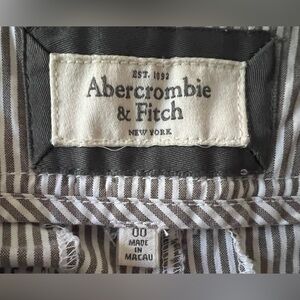 EST. 1892
Abercrombie
& Fitch
NEW YORK
00
MADE
IN
MACAU